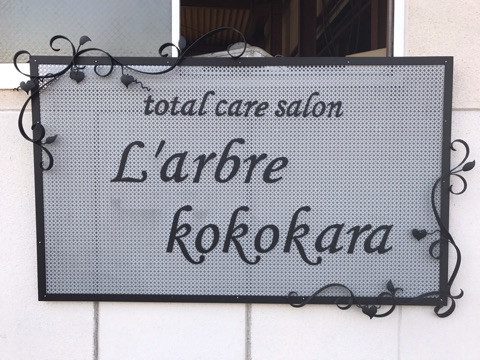 total care salon
L'arbre
kokokara